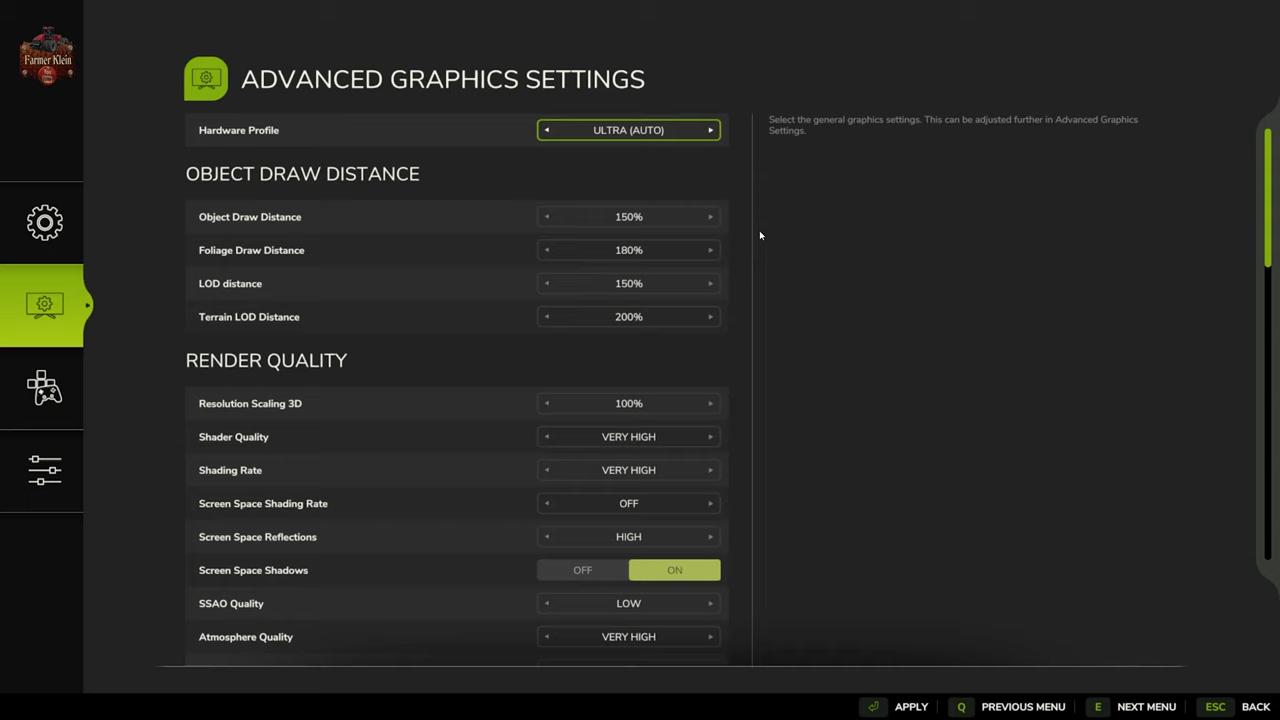 Farmer Klein
ADVANCED GRAPHICS SETTINGS
Hardware Profile
ULTRA (AUTO)
Select the general graphics settings. This can be adjusted further in Advanced Graphics
Settings.
OBJECT DRAW DISTANCE
Object Draw Distance
150%
Foliage Draw Distance
180%
LOD distance
150%
Terrain LOD Distance
200%
RENDER QUALITY
Resolution Scaling 3D
100%
Shader Quality
VERY HIGH
Shading Rate
VERY HIGH
Screen Space Shading Rate
OFF
Screen Space Reflections
HIGH
Screen Space Shadows
OFF
ON
SSAO Quality
LOW
Atmosphere Quality
VERY HIGH
APPLY
Q PREVIOUS MENU
E NEXT MENU
ESC BACK